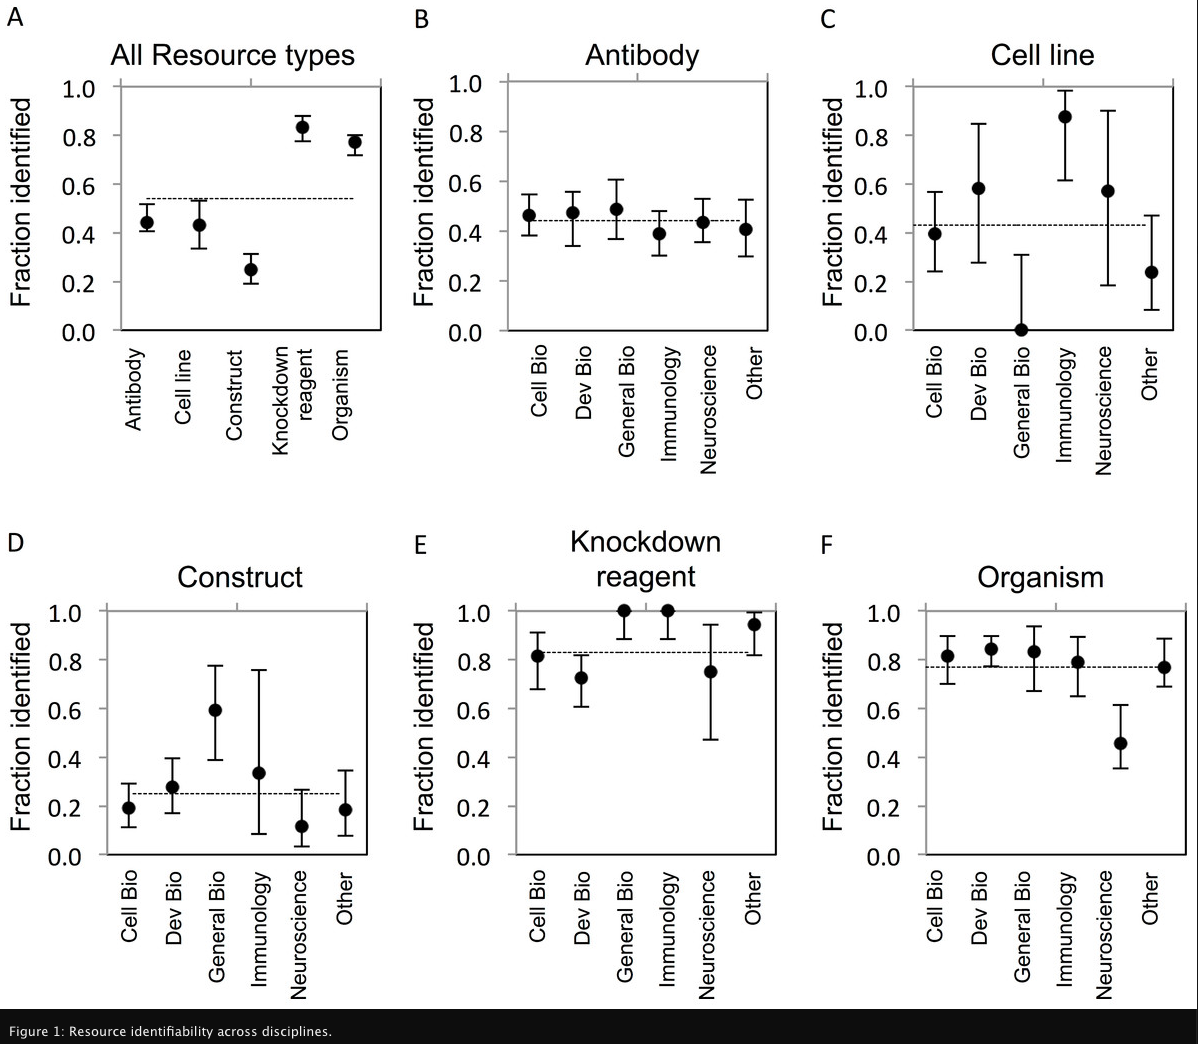 A
All Resource types
Fraction identified
1.0
0.8
0.6
0.4
0.2
0.0
Antibody
Cell line
Construct
Knockdown
reagent
Organism
B
Antibody
Fraction identified
1.0
0.8
0.6
0.4
0.2
0.0
Cell Bio
Dev Bio
General Bio
Immunology
Neuroscience
Other
C
Cell line
Fraction identified
1.0
0.8
0.6
0.4
0.2
0.0
Cell Bio
Dev Bio
General Bio
Immunology
Neuroscience
Other
D
Construct
Fraction identified
1.0
0.8
0.6
0.4
0.2
0.0
Cell Bio
Dev Bio
General Bio
Immunology
Neuroscience
Other
E
Knockdown
reagent
Fraction identified
1.0
0.8
0.6
0.4
0.2
0.0
Cell Bio
Dev Bio
General Bio
Immunology
Neuroscience
Other
F
Organism
Fraction identified
1.0
0.8
0.6
0.4
0.2
0.0
Cell Bio
Dev Bio
General Bio
Immunology
Neuroscience
Other
Figure 1: Resource identifiability across disciplines.